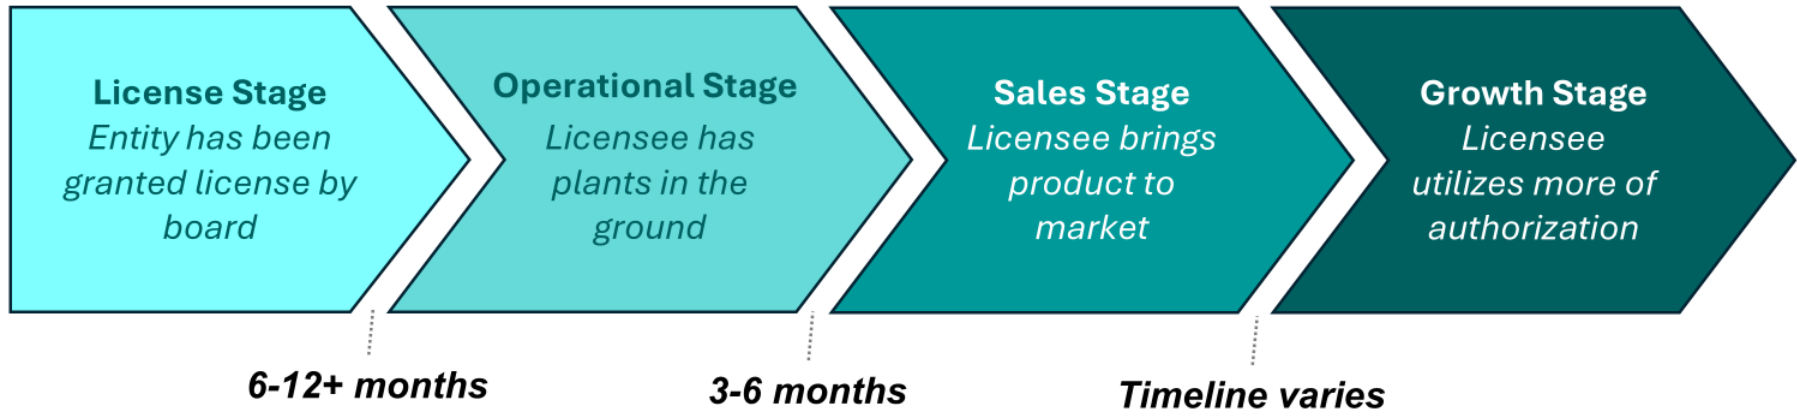 License Stage
Entity has been
granted license by
board
Operational Stage
Licensee has
plants in the
ground
Sales Stage
Licensee brings
product to
market
Growth Stage
Licensee
utilizes more of
authorization
6-12+ months
3-6 months
Timeline varies